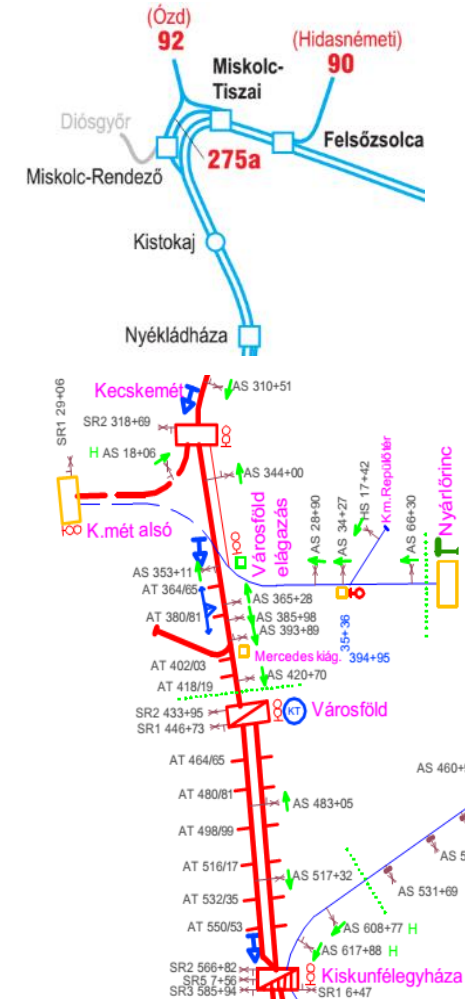 (Ózd)
92
(Hidasnémeti)
90
Miskolc-
Tiszai
Diósgyőr
Felsőzsolca
275a
Miskolc-Rendező
Kistokaj
Nyékládháza
Kecskemét
AS 310+51
SR1 29+06
SR2 318+69
H AS 18+06
AS 344+00
K.mét alsó
Városföld
elágazás
AS 28+90
AS 34+27
HS 17+42
Km.Repülőtér
AS 66+30
Nyárlőrinc
AS 353+11
AT 364/65
AS 365+28
AT 380/81
AS 385+98
AS 393+89
35+36
394+95
Mercedes kiág.
AT 402/03
AS 420+70
AT 418/19
SR2 433+95
KT
Városföld
SR1 446+73
AT 464/65
AS 460+
AT 480/81
AS 483+05
AT 498/99
AS 5
AT 516/17
AS 517+32
AS 531+69
AT 532/35
AT 550/53
AS 608+77 H
AS 617+88 H
SR2 566+82
SR5 7+56
Kiskunfélegyháza
SR3 585+94
SR1 6+47